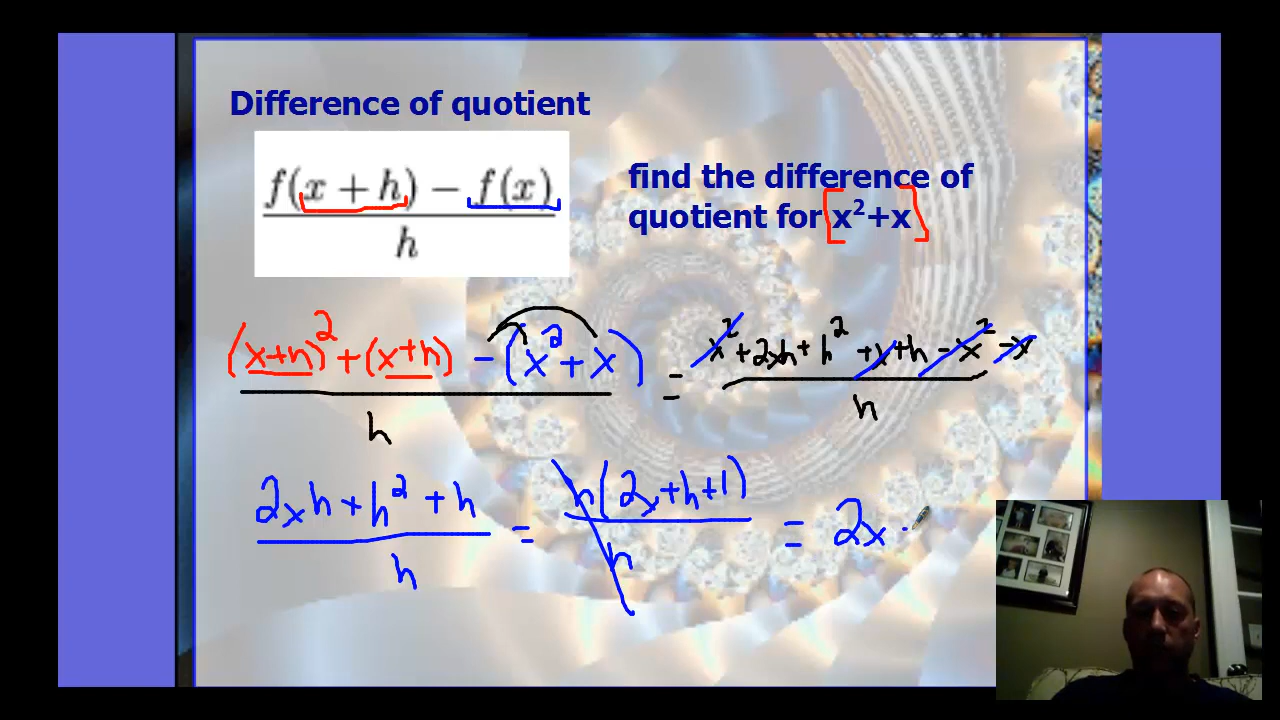 Difference of quotient
f(x + h) − f(x)
h
find the difference of
quotient for [x²+x]
(x+h)² + (x+h) − (x² + x)
h
= x² + 2xh + h² + x + h − x² − x
h
2xh + h² + h
h
= h(2x + h + 1)
h
= 2x -